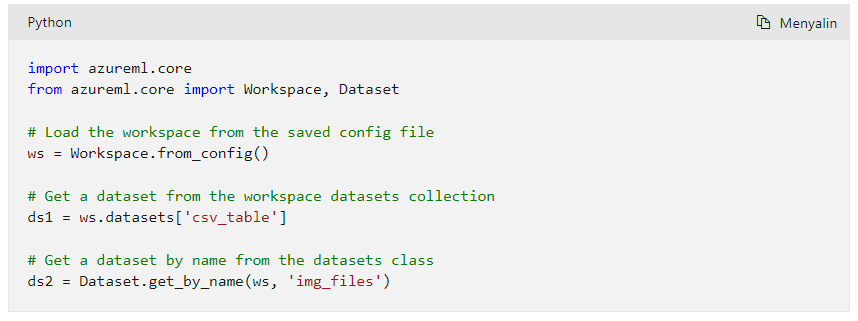 Python
Menyalin
import azureml.core
from azureml.core import Workspace, Dataset
# Load the workspace from the saved config file
ws = Workspace.from_config()
# Get a dataset from the workspace datasets collection
ds1 = ws.datasets['csv_table']
# Get a dataset by name from the datasets class
ds2 = Dataset.get_by_name(ws, 'img_files')